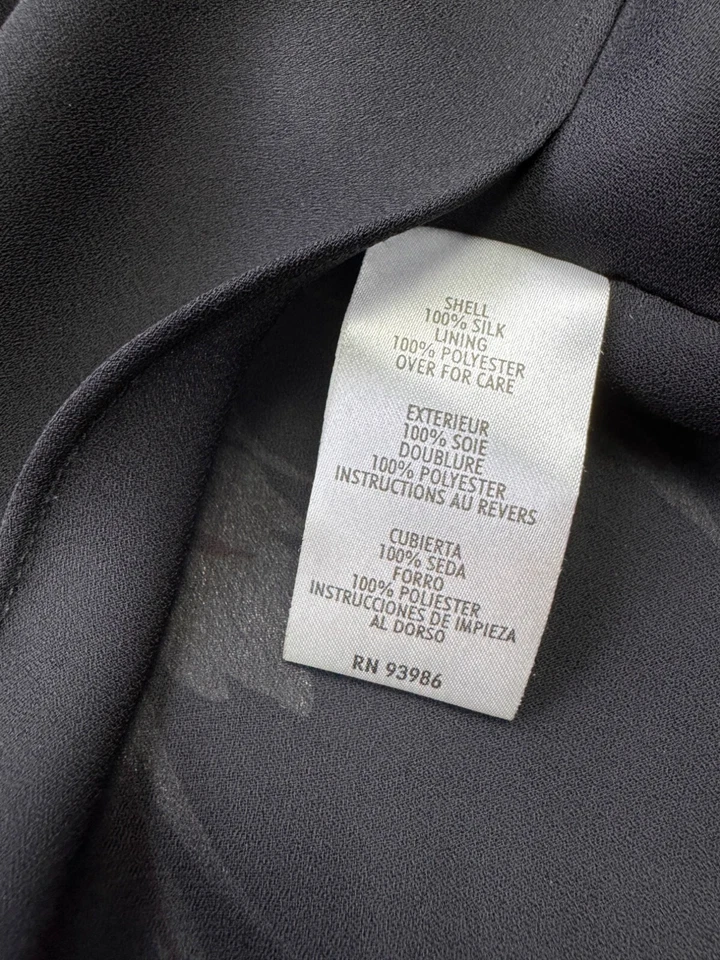 SHELL
100% SILK
LINING
100% POLYESTER
OVER FOR CARE
EXTERIEUR
100% SOIE
DOUBLURE
100% POLYESTER
INSTRUCTIONS AU REVERS
CUBIERTA
100% SEDA
FORRO
100% POLIESTER
INSTRUCCIONES DE IMPIEZA
AL DORSO
RN 93986